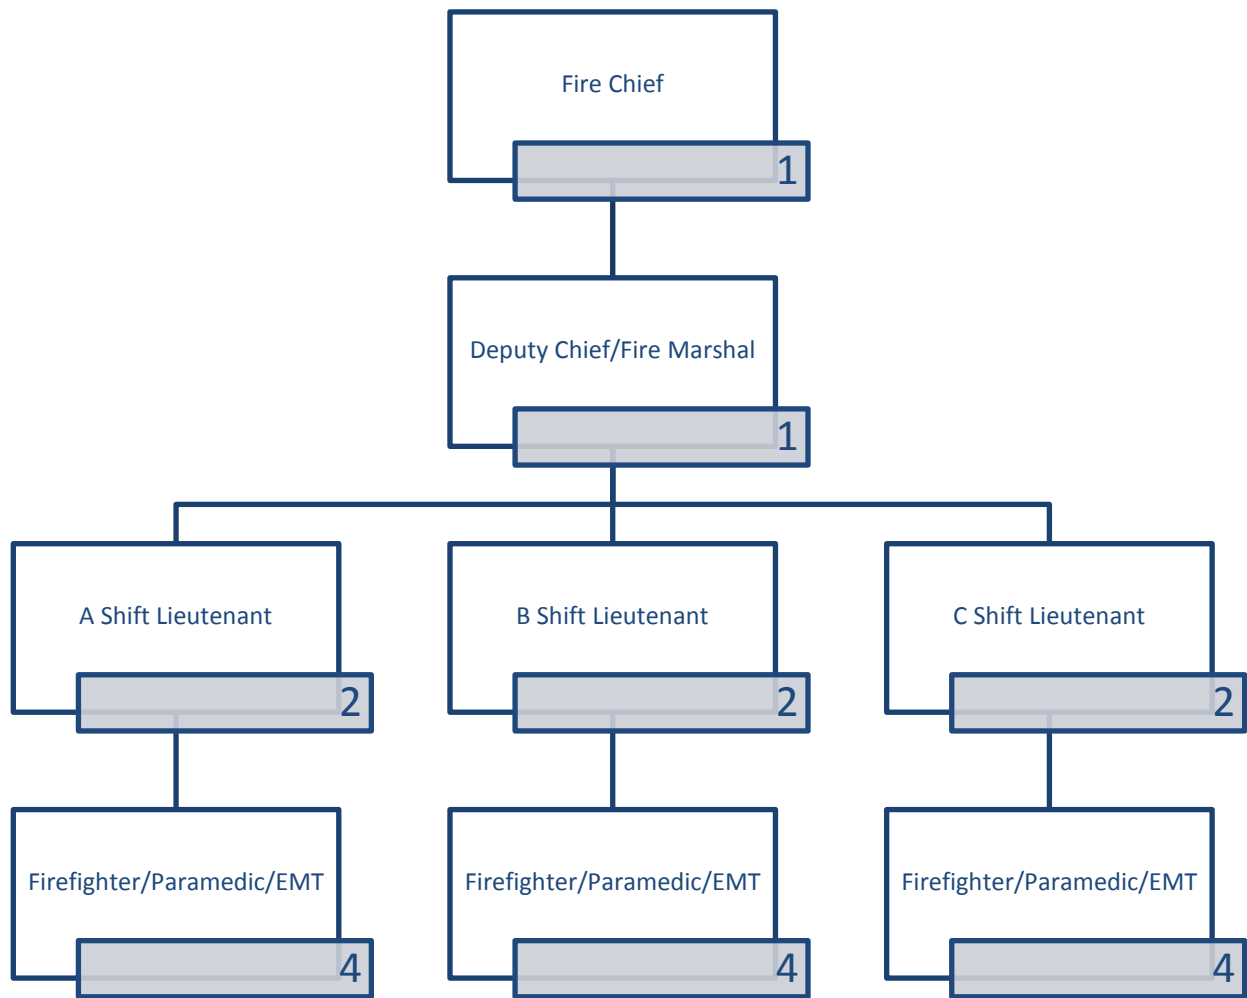 Fire Chief
1
Deputy Chief/Fire Marshal
1
A Shift Lieutenant
2
B Shift Lieutenant
2
C Shift Lieutenant
2
Firefighter/Paramedic/EMT
4
Firefighter/Paramedic/EMT
4
Firefighter/Paramedic/EMT
4